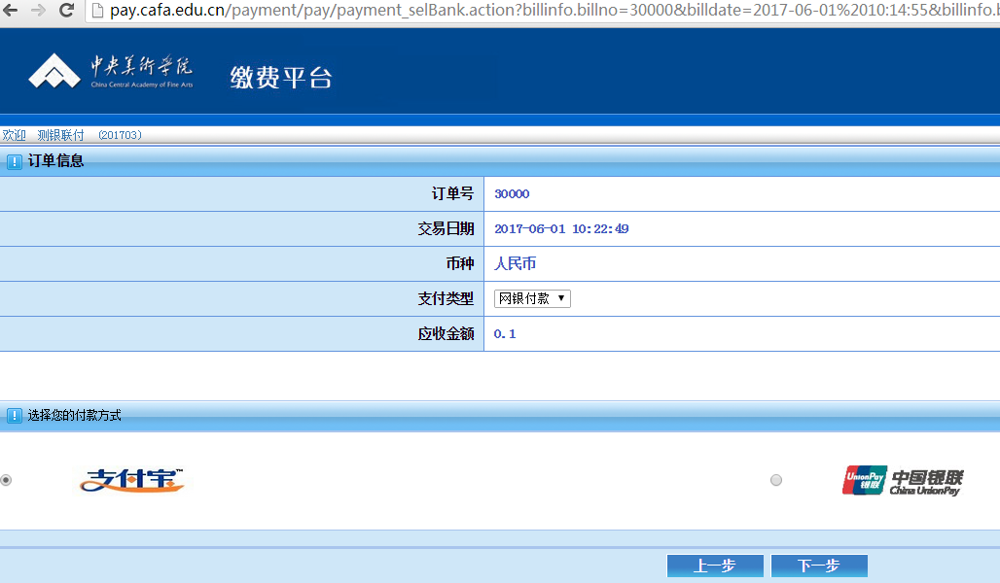 pay.cafa.edu.cn/payment/pay/payment_selBank.action?billinfo.billno=30000&billdate=2017-06-01%2010:14:55&billinfo.b
中央美術学院
China Central Academy of Fine Arts
缴费平台
欢迎 测银联付 (201703)
订单信息
订单号 30000
交易日期 2017-06-01 10:22:49
币种 人民币
支付类型 网银付款
应收金额 0.1
选择您的付款方式
支付宝™
UnionPay 银联 中国银联
China UnionPay
上一步 下一步